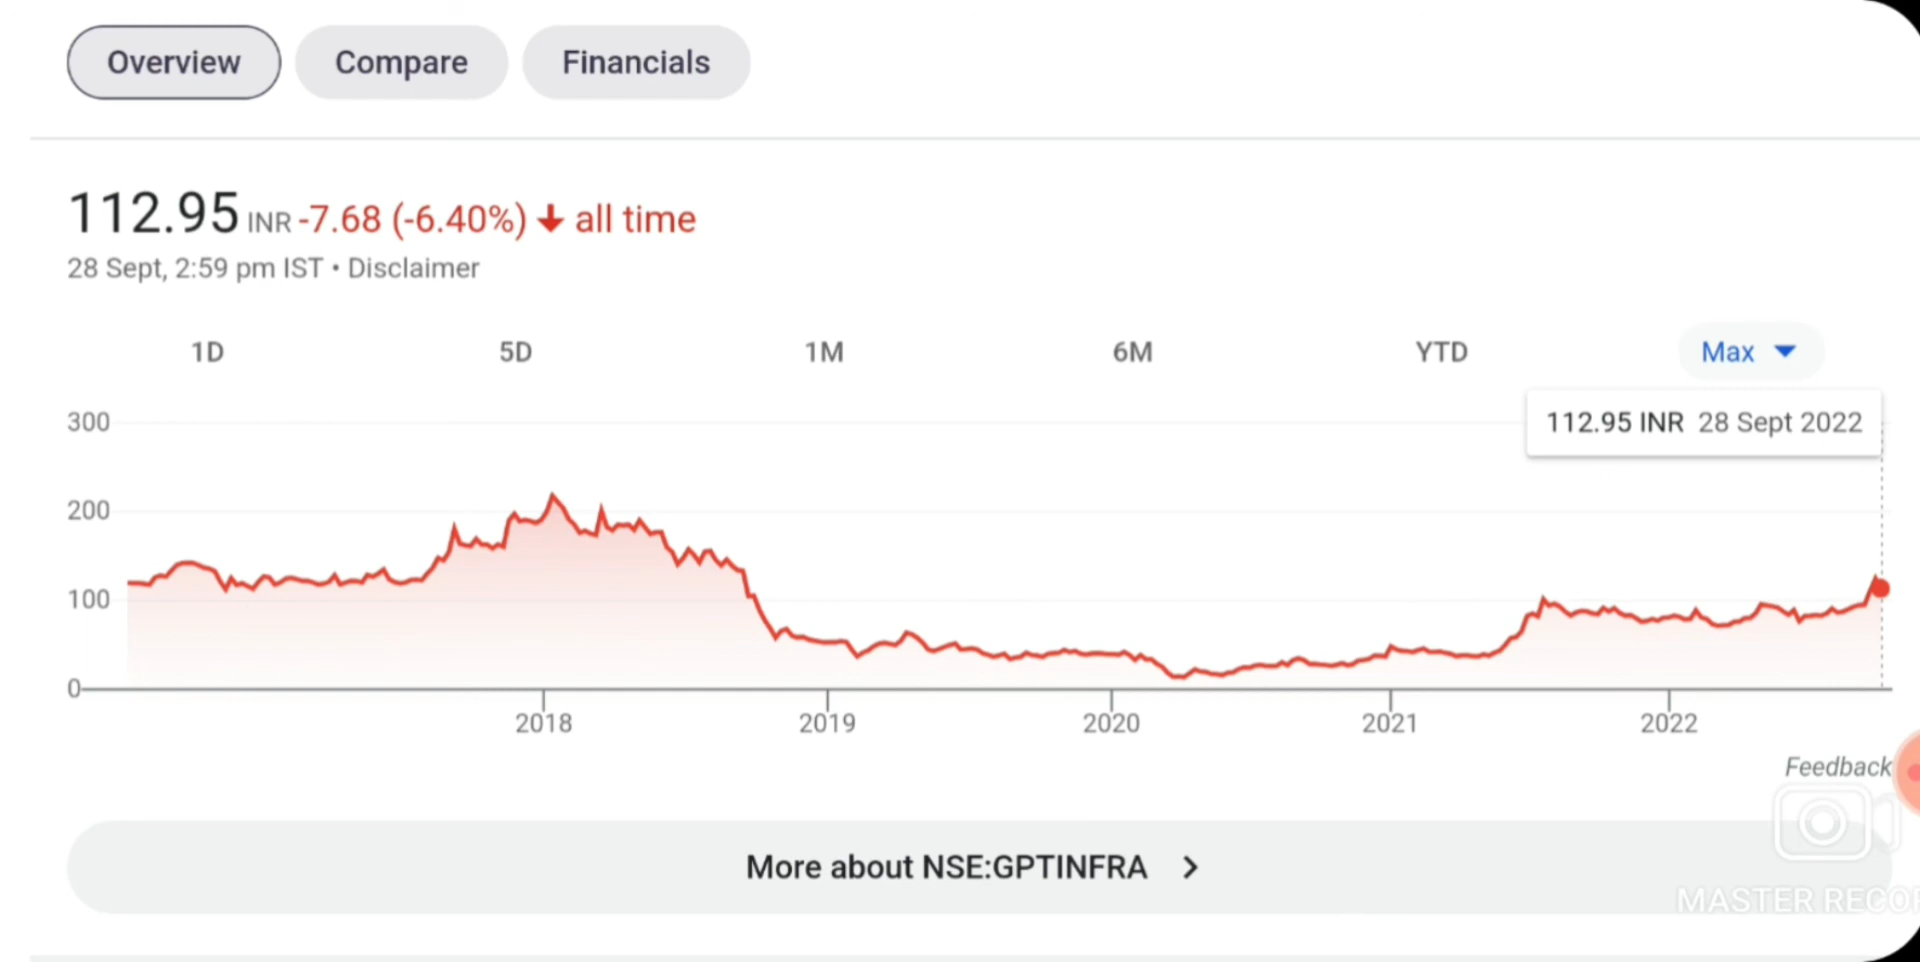 Overview Compare Financials
112.95 INR -7.68 (-6.40%) ↓ all time
28 Sept, 2:59 pm IST • Disclaimer
1D 5D 1M 6M YTD Max
112.95 INR 28 Sept 2022
300
200
100
0
2018 2019 2020 2021 2022
Feedback
More about NSE:GPTINFRA >
MASTER RECOR